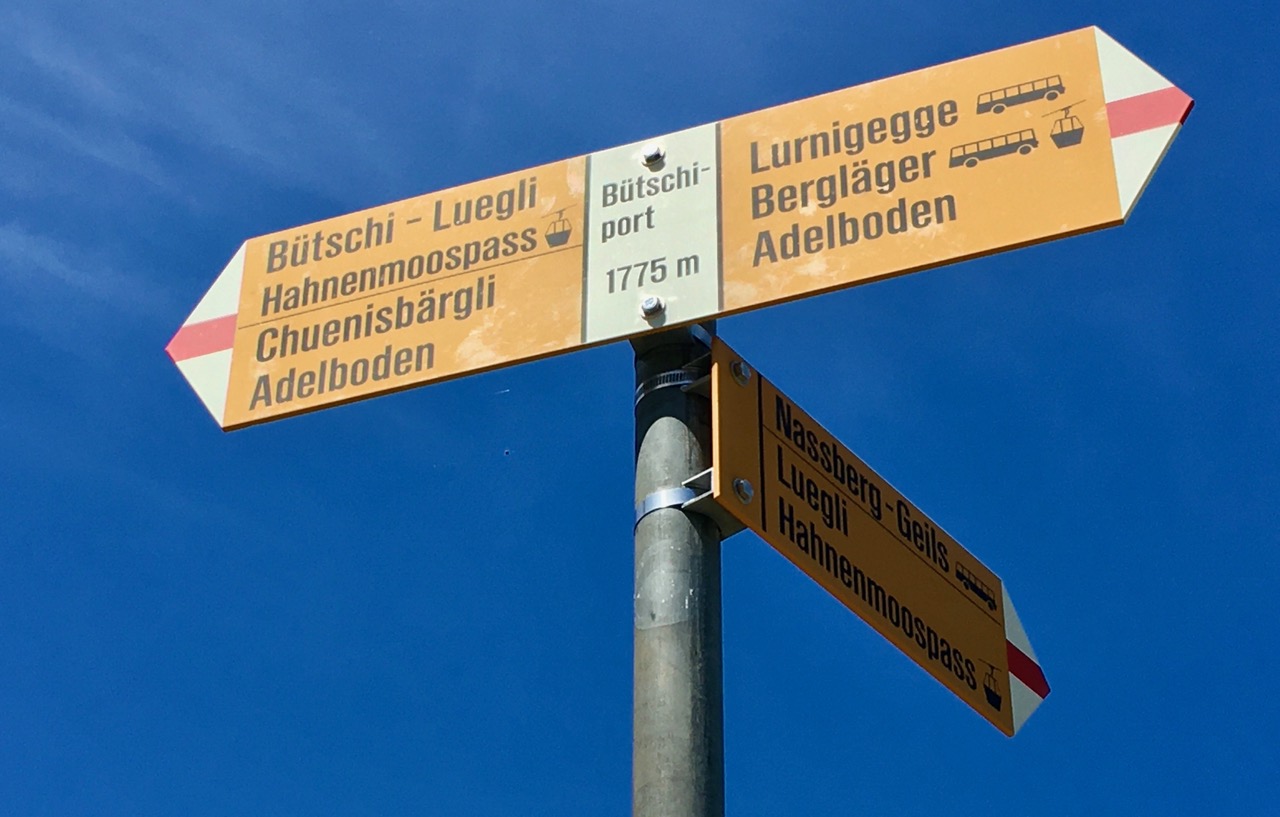 Bütschi - Luegli
Hahnenmoospass
Chuenisbärgli
Adelboden
Bütschi-
port
1775 m
Lurnigegge
Bergläger
Adelboden
Nassberg-Geils
Luegli
Hahnenmoospass